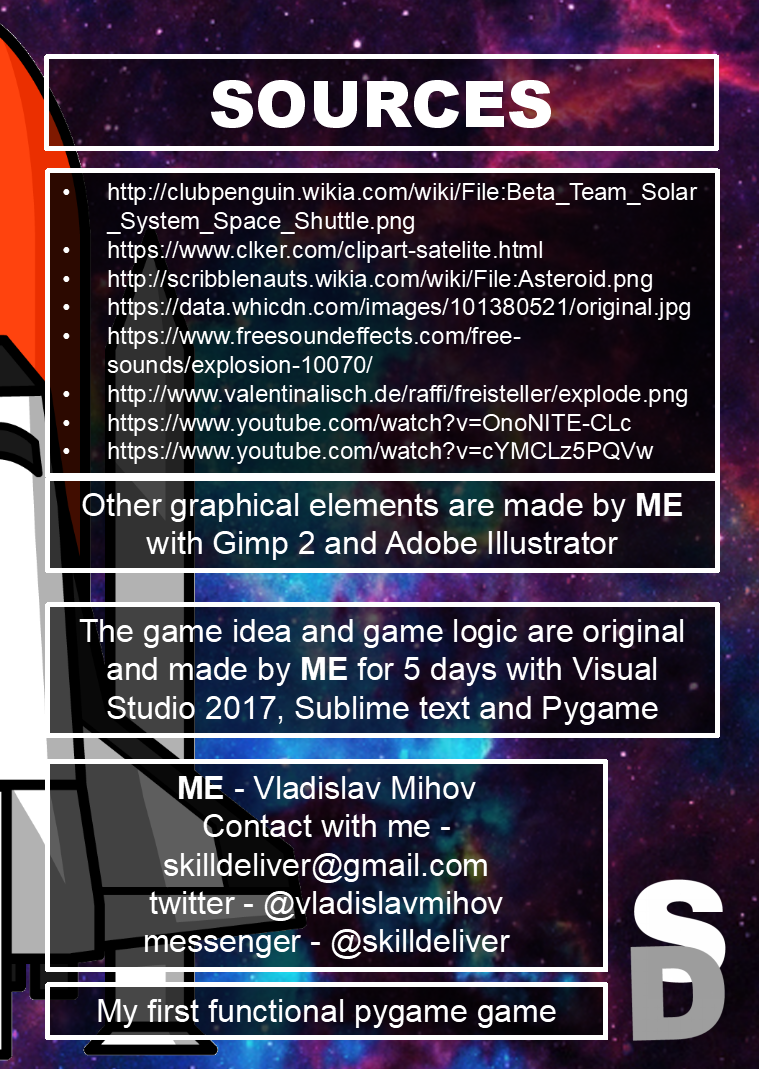 SOURCES
• http://clubpenguin.wikia.com/wiki/File:Beta_Team_Solar
_System_Space_Shuttle.png
• https://www.clker.com/clipart-satelite.html
• http://scribblenauts.wikia.com/wiki/File:Asteroid.png
• https://data.whicdn.com/images/101380521/original.jpg
• https://www.freesoundeffects.com/free-
sounds/explosion-10070/
• http://www.valentinalisch.de/raffi/freisteller/explode.png
• https://www.youtube.com/watch?v=OnoNITE-CLc
• https://www.youtube.com/watch?v=cYMCLz5PQVw
Other graphical elements are made by ME
with Gimp 2 and Adobe Illustrator
The game idea and game logic are original
and made by ME for 5 days with Visual
Studio 2017, Sublime text and Pygame
ME - Vladislav Mihov
Contact with me -
skilldeliver@gmail.com
twitter - @vladislavmihov
messenger - @skilldeliver
My first functional pygame game
S
D